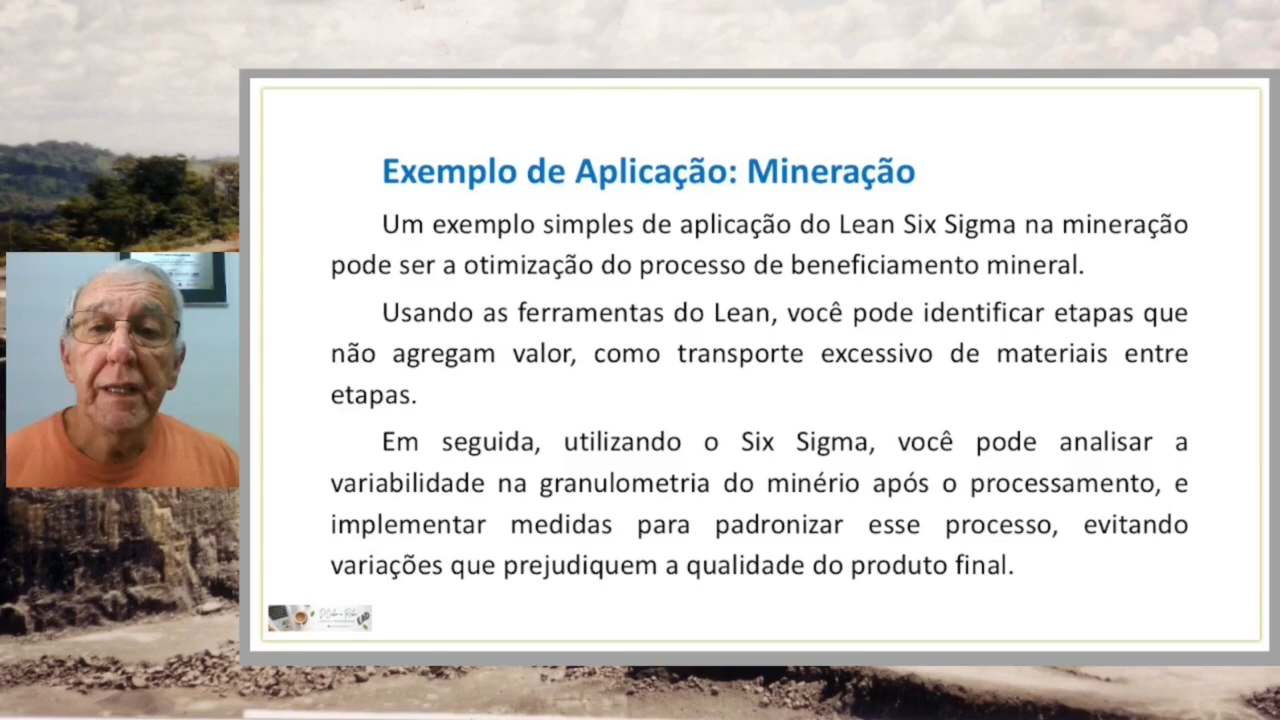 Exemplo de Aplicação: Mineração
Um exemplo simples de aplicação do Lean Six Sigma na mineração
pode ser a otimização do processo de beneficiamento mineral.
Usando as ferramentas do Lean, você pode identificar etapas que
não agregam valor, como transporte excessivo de materiais entre
etapas.
Em seguida, utilizando o Six Sigma, você pode analisar a
variabilidade na granulometria do minério após o processamento, e
implementar medidas para padronizar esse processo, evitando
variações que prejudiquem a qualidade do produto final.